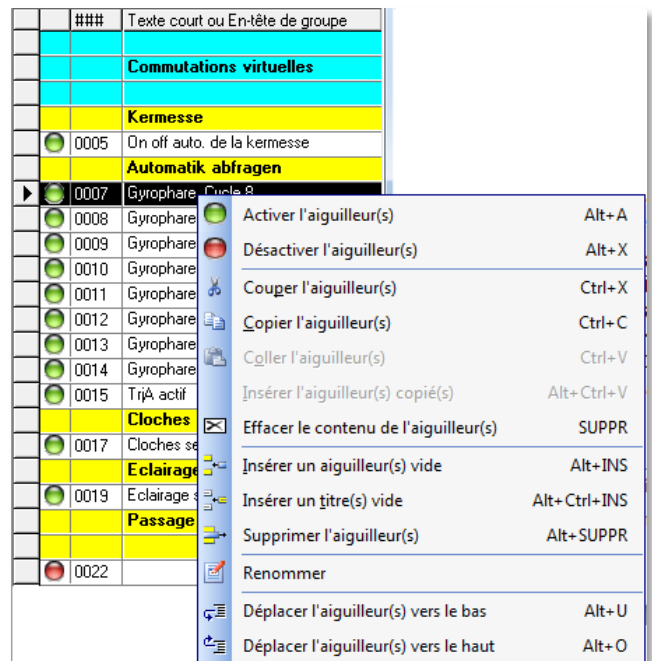 ### Texte court ou En-tête de groupe
Commutations virtuelles
Kermesse
0005 On off auto. de la kermesse
Automatik abfragen
0007 Gyrophare, Cycle 8
0008 Gyrophare
0009 Gyrophare
0010 Gyrophare
0011 Gyrophare
0012 Gyrophare
0013 Gyrophare
0014 Gyrophare
0015 TrjA actif
Cloches
0017 Cloches se
Eclairage
0019 Eclairage s
Passage
0022
Activer l'aiguilleur(s) Alt+A
Désactiver l'aiguilleur(s) Alt+X
Couper l'aiguilleur(s) Ctrl+X
Copier l'aiguilleur(s) Ctrl+C
Coller l'aiguilleur(s) Ctrl+V
Insérer l'aiguilleur(s) copié(s) Alt+Ctrl+V
Effacer le contenu de l'aiguilleur(s) SUPPR
Insérer un aiguilleur(s) vide Alt+INS
Insérer un titre(s) vide Alt+Ctrl+INS
Supprimer l'aiguilleur(s) Alt+SUPPR
Renommer
Déplacer l'aiguilleur(s) vers le bas Alt+U
Déplacer l'aiguilleur(s) vers le haut Alt+O